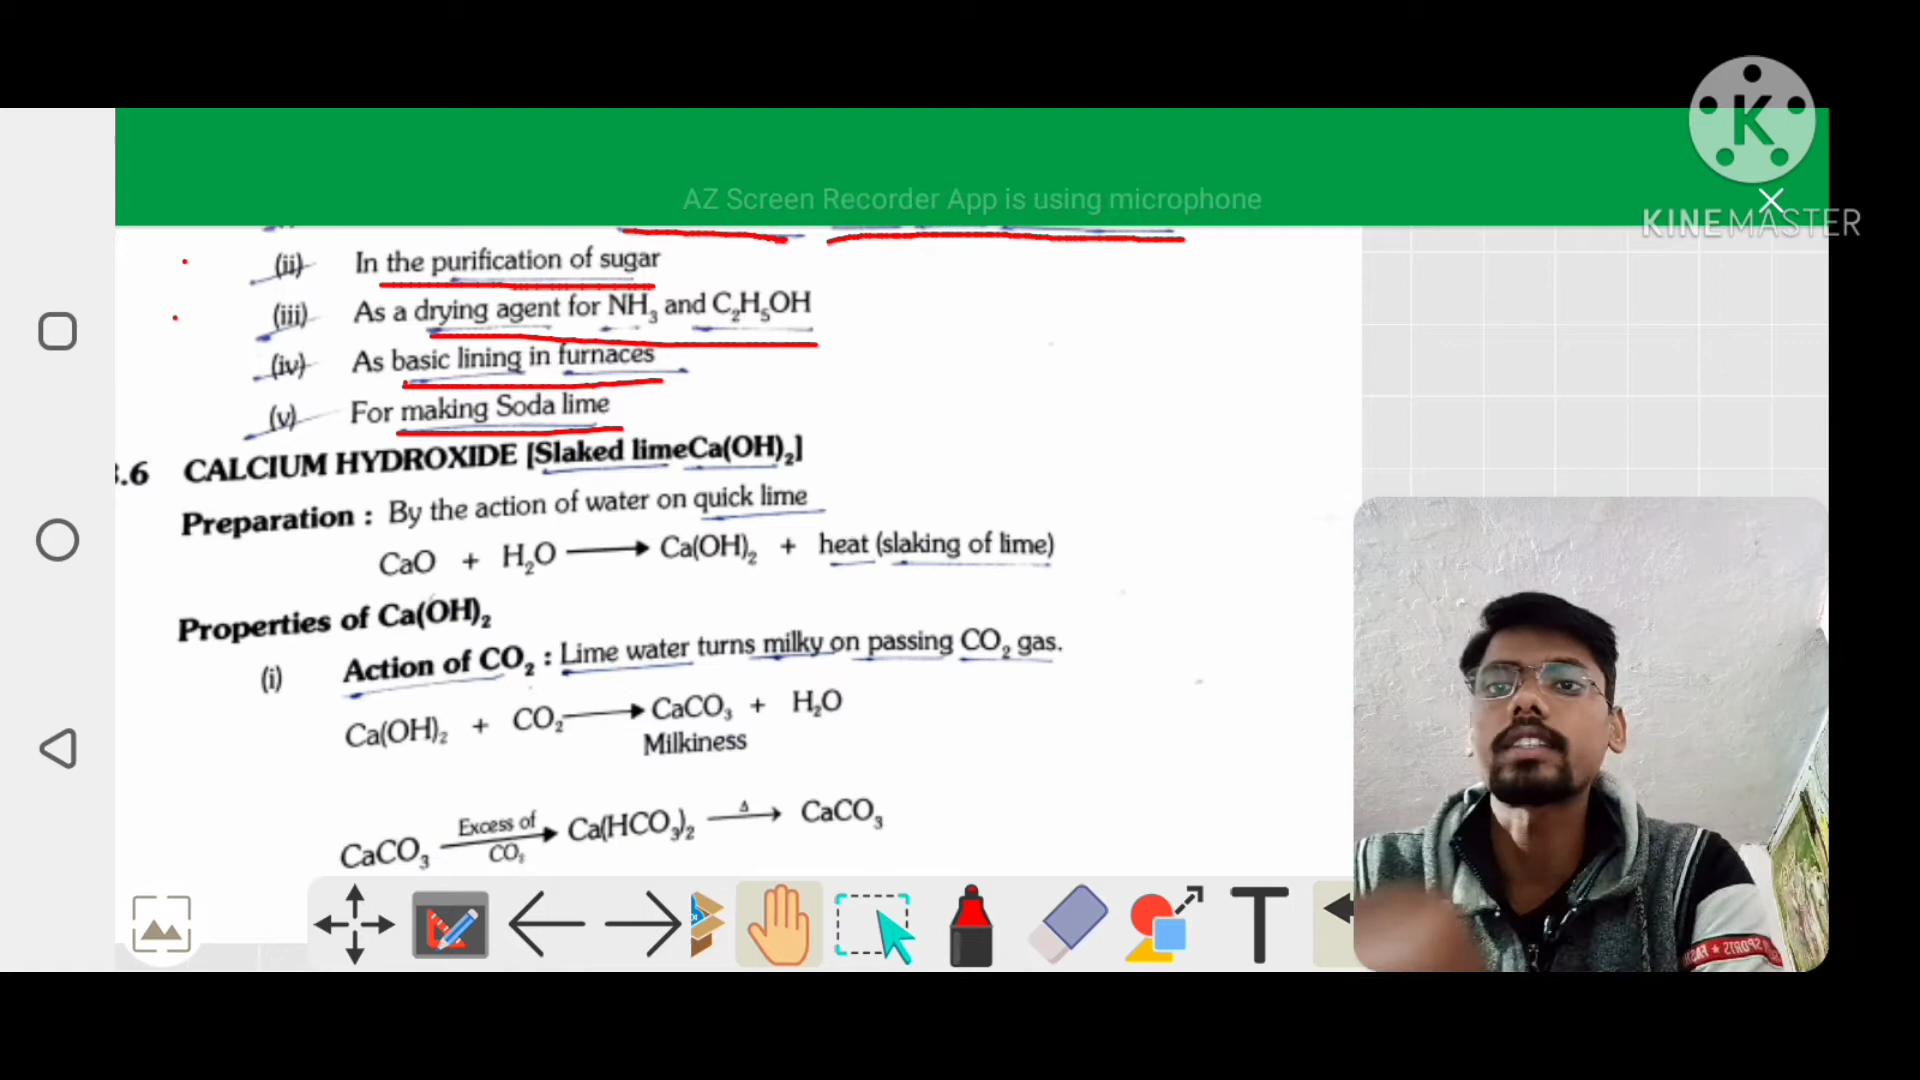 K
AZ Screen Recorder App is using microphone
KINEMASTER
(ii) In the purification of sugar
(iii) As a drying agent for NH₃ and C₂H₅OH
(iv) As basic lining in furnaces
(v) For making Soda lime
.6 CALCIUM HYDROXIDE [Slaked limeCa(OH)₂]
Preparation : By the action of water on quick lime
CaO + H₂O ⟶ Ca(OH)₂ + heat (slaking of lime)
Properties of Ca(OH)₂
(i) Action of CO₂ : Lime water turns milky on passing CO₂ gas.
Ca(OH)₂ + CO₂ ⟶ CaCO₃ + H₂O
Milkiness
Excess of
CaCO₃ ⟶ Ca(HCO₃)₂ —Δ→ CaCO₃
CO₂
T
SPORTS ★ FAS